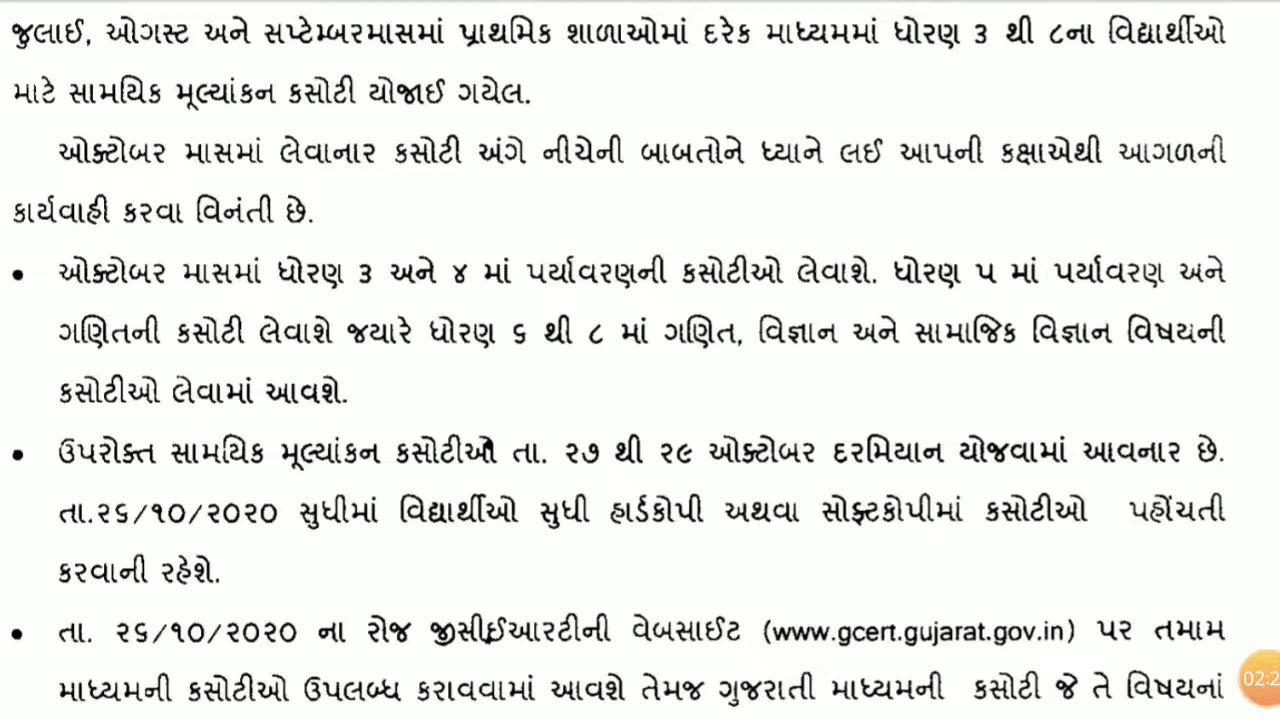 જુલાઈ, ઓગસ્ટ અને સપ્ટેમ્બરમાસમાં પ્રાથમિક શાળાઓમાં દરેક માધ્યમમાં ધોરણ ૩ થી ૮ના વિદ્યાર્થીઓ
માટે સામયિક મૂલ્યાંકન કસોટી યોજાઈ ગયેલ.
ઓક્ટોબર માસમાં લેવાનાર કસોટી અંગે નીચેની બાબતોને ધ્યાને લઈ આપની કક્ષાએથી આગળની
કાર્યવાહી કરવા વિનંતી છે.
• ઓક્ટોબર માસમાં ધોરણ ૩ અને ૪ માં પર્યાવરણની કસોટીઓ લેવાશે. ધોરણ ૫ માં પર્યાવરણ અને
ગણિતની કસોટી લેવાશે જયારે ધોરણ ૬ થી ૮ માં ગણિત, વિજ્ઞાન અને સામાજિક વિજ્ઞાન વિષયની
કસોટીઓ લેવામાં આવશે.
• ઉપરોક્ત સામયિક મૂલ્યાંકન કસોટીઓ તા. ૨૭ થી ૨૯ ઓક્ટોબર દરમિયાન યોજવામાં આવનાર છે.
તા.૨૬/૧૦/૨૦૨૦ સુધીમાં વિદ્યાર્થીઓ સુધી હાર્ડકોપી અથવા સોફ્ટકોપીમાં કસોટીઓ પહોંચતી
કરવાની રહેશે.
• તા. ૨૬/૧૦/૨૦૨૦ ના રોજ જીસીઈઆરટીની વેબસાઈટ (www.gcert.gujarat.gov.in) પર તમામ
માધ્યમની કસોટીઓ ઉપલબ્ધ કરાવવામાં આવશે તેમજ ગુજરાતી માધ્યમની કસોટી જે તે વિષયનાં